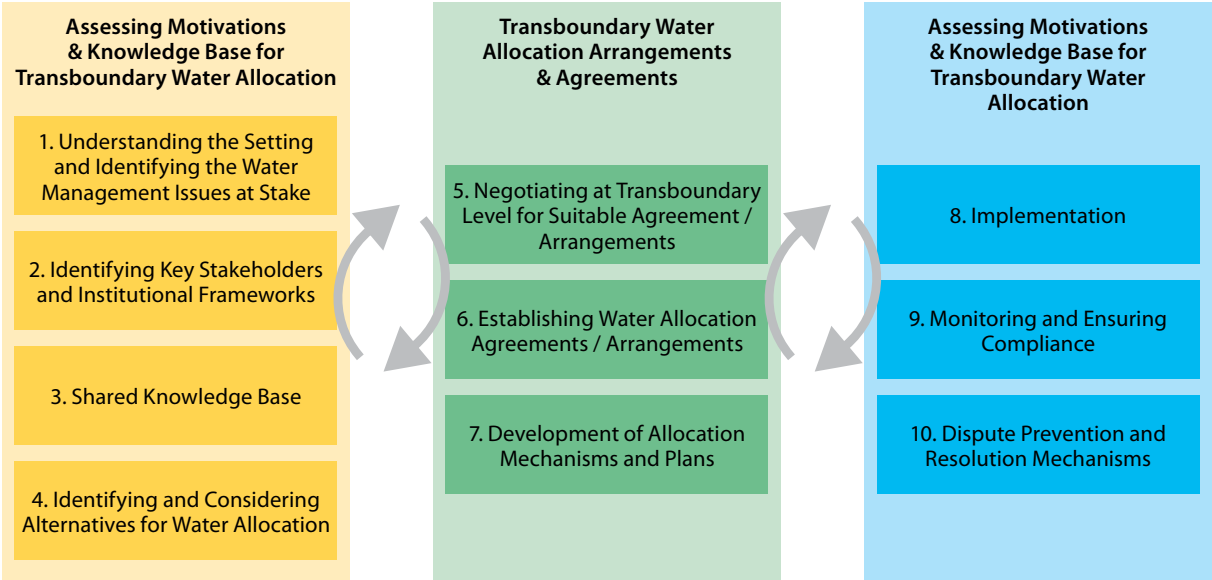 Assessing Motivations
& Knowledge Base for
Transboundary Water Allocation
1. Understanding the Setting
and Identifying the Water
Management Issues at Stake
2. Identifying Key Stakeholders
and Institutional Frameworks
3. Shared Knowledge Base
4. Identifying and Considering
Alternatives for Water Allocation
Transboundary Water
Allocation Arrangements
& Agreements
5. Negotiating at Transboundary
Level for Suitable Agreement /
Arrangements
6. Establishing Water Allocation
Agreements / Arrangements
7. Development of Allocation
Mechanisms and Plans
Assessing Motivations
& Knowledge Base for
Transboundary Water
Allocation
8. Implementation
9. Monitoring and Ensuring
Compliance
10. Dispute Prevention and
Resolution Mechanisms